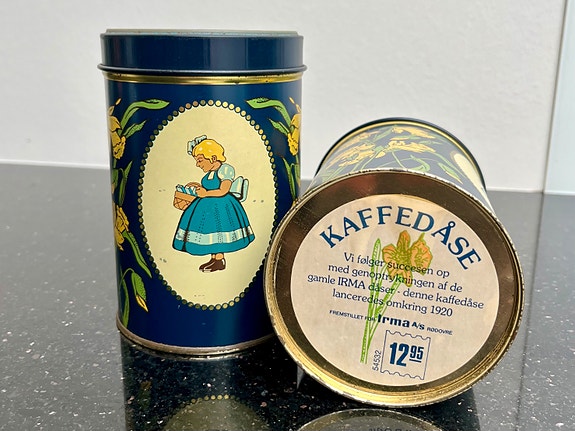 KAFFEDÅSE
Vi følger succesen op
med genoptrykningen af de
gamle IRMA dåser - denne kaffedåse
lanceredes omkring 1920
FREMSTILLET FOR Irma A/S RØDOVRE
54532
12 95